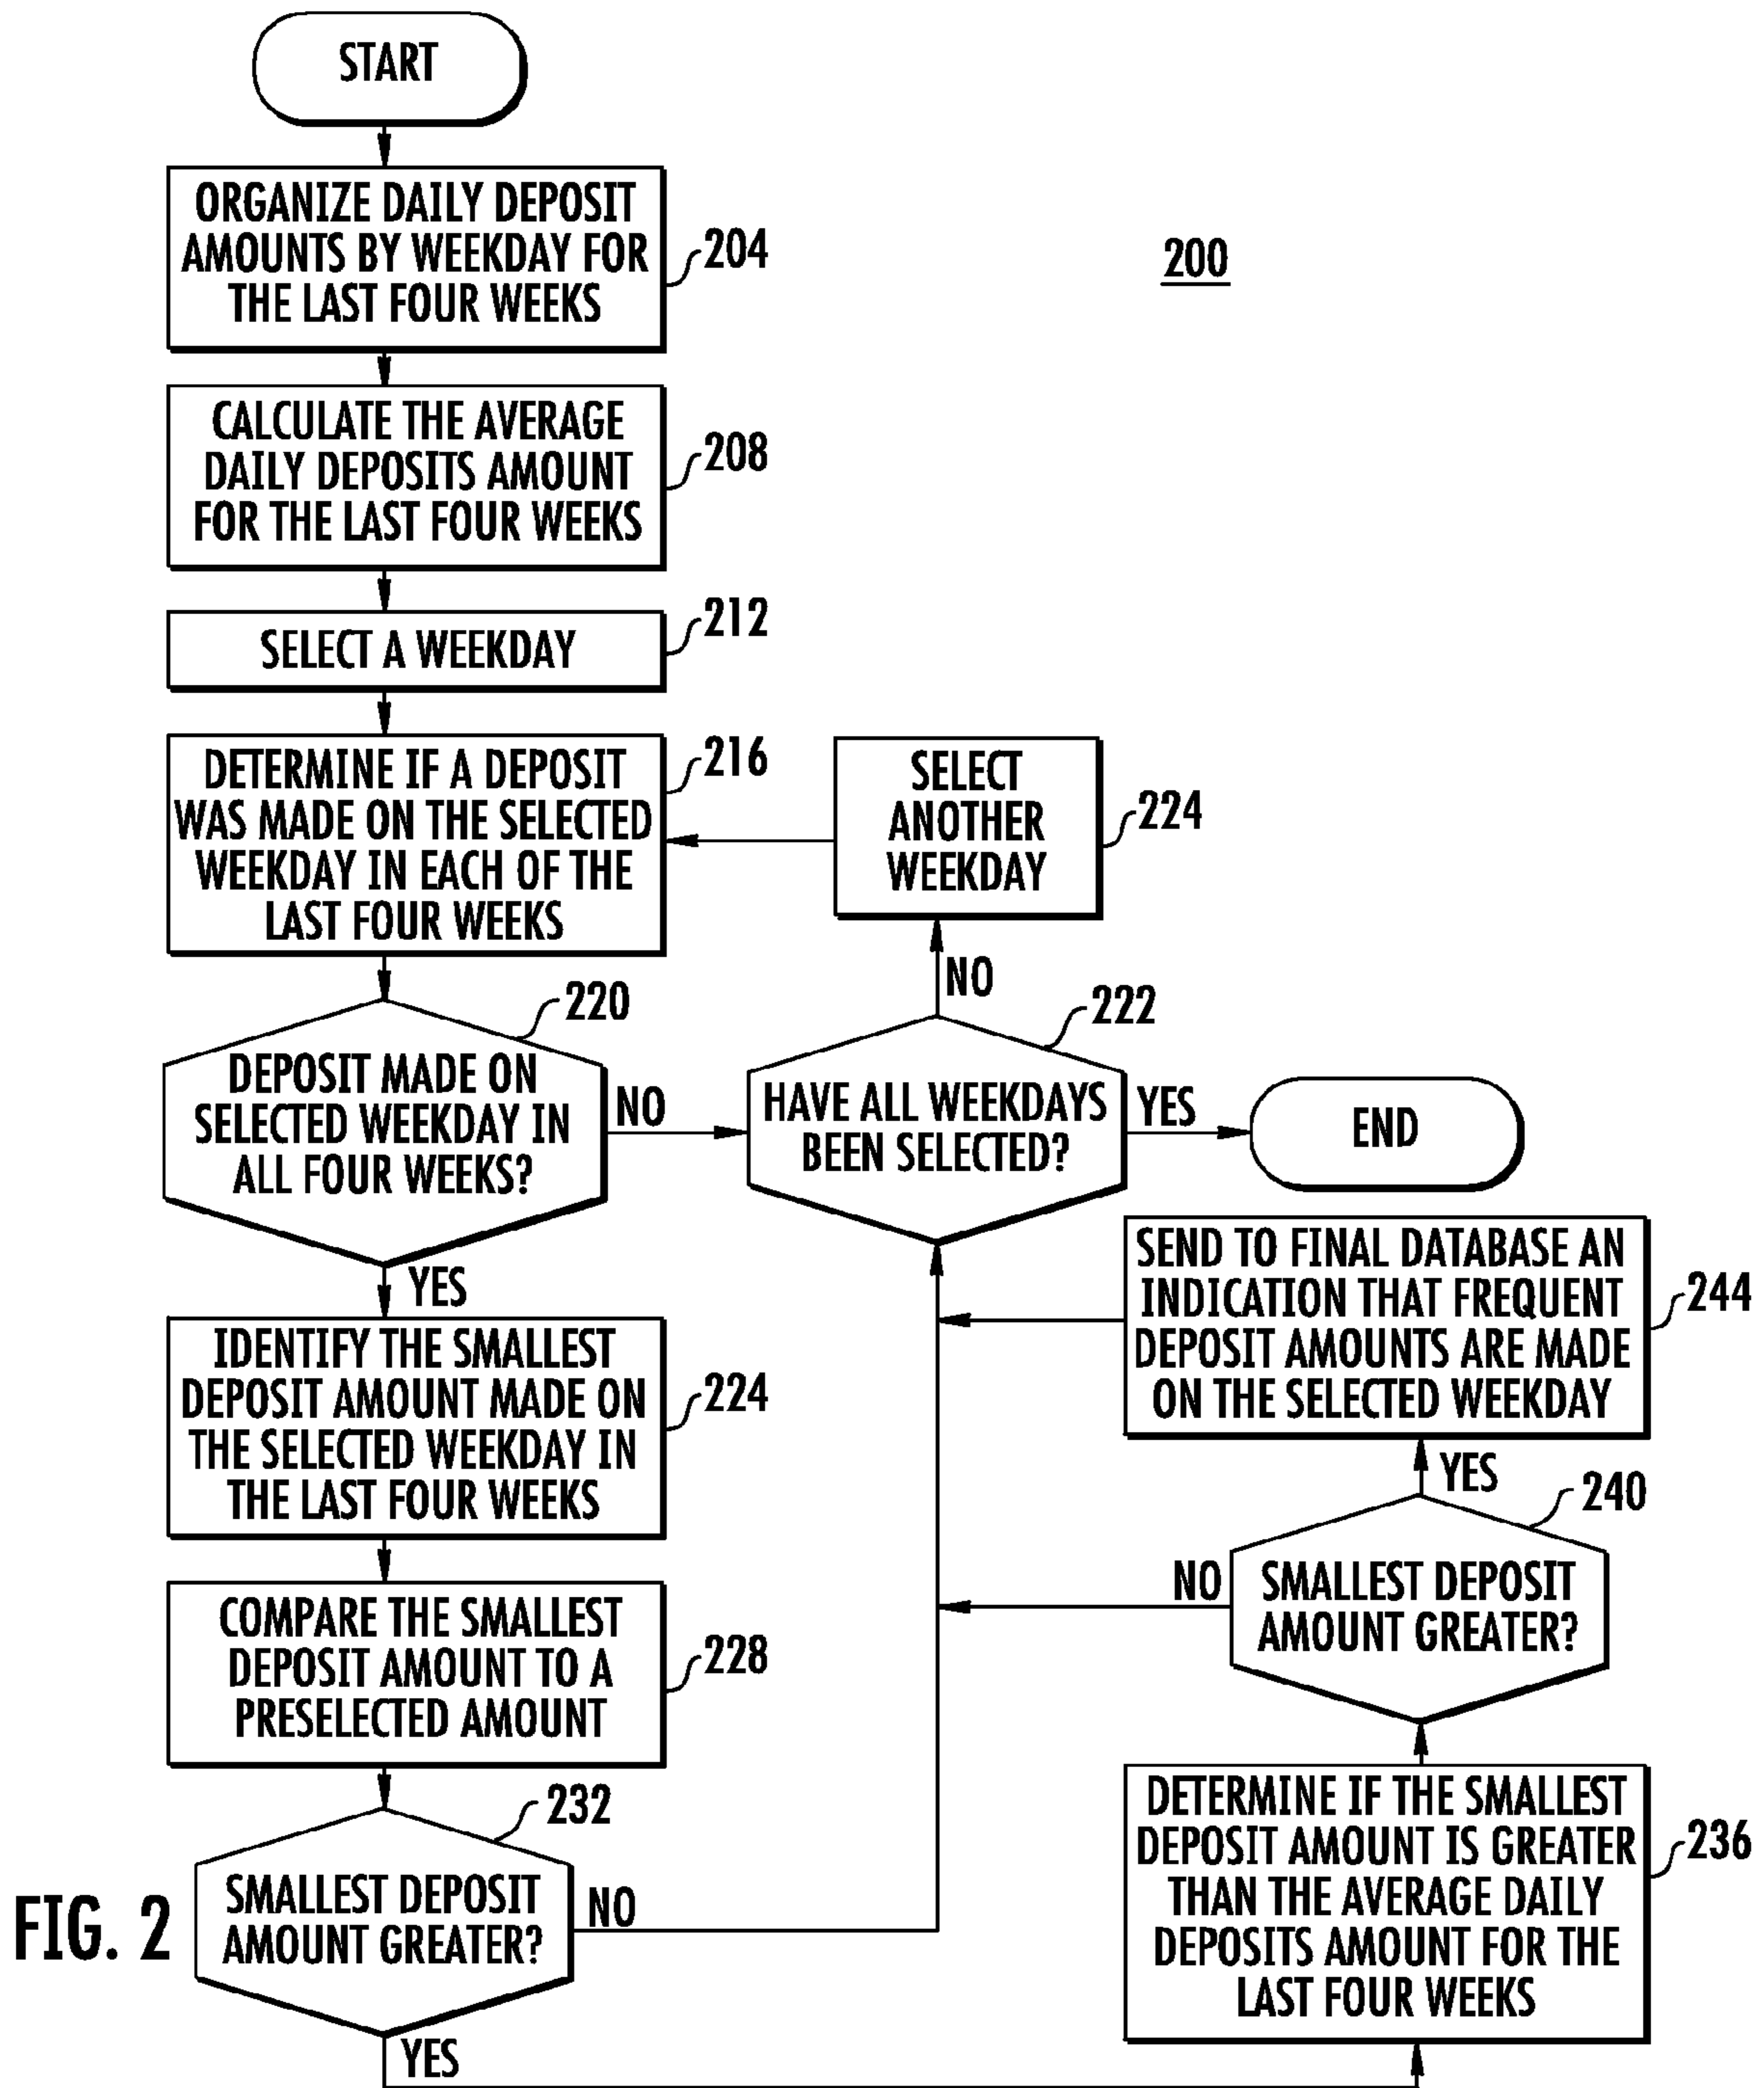 START
ORGANIZE DAILY DEPOSIT
AMOUNTS BY WEEKDAY FOR
THE LAST FOUR WEEKS
204
200
CALCULATE THE AVERAGE
DAILY DEPOSITS AMOUNT
FOR THE LAST FOUR WEEKS
208
SELECT A WEEKDAY
212
DETERMINE IF A DEPOSIT
WAS MADE ON THE SELECTED
WEEKDAY IN EACH OF THE
LAST FOUR WEEKS
216
SELECT
ANOTHER
WEEKDAY
224
NO
220
DEPOSIT MADE ON
SELECTED WEEKDAY IN
ALL FOUR WEEKS?
NO
222
HAVE ALL WEEKDAYS
BEEN SELECTED?
YES
END
YES
IDENTIFY THE SMALLEST
DEPOSIT AMOUNT MADE ON
THE SELECTED WEEKDAY IN
THE LAST FOUR WEEKS
224
SEND TO FINAL DATABASE AN
INDICATION THAT FREQUENT
DEPOSIT AMOUNTS ARE MADE
ON THE SELECTED WEEKDAY
244
YES
240
SMALLEST DEPOSIT
AMOUNT GREATER?
NO
COMPARE THE SMALLEST
DEPOSIT AMOUNT TO A
PRESELECTED AMOUNT
228
232
SMALLEST DEPOSIT
AMOUNT GREATER?
NO
YES
DETERMINE IF THE SMALLEST
DEPOSIT AMOUNT IS GREATER
THAN THE AVERAGE DAILY
DEPOSITS AMOUNT FOR THE
LAST FOUR WEEKS
236
FIG. 2